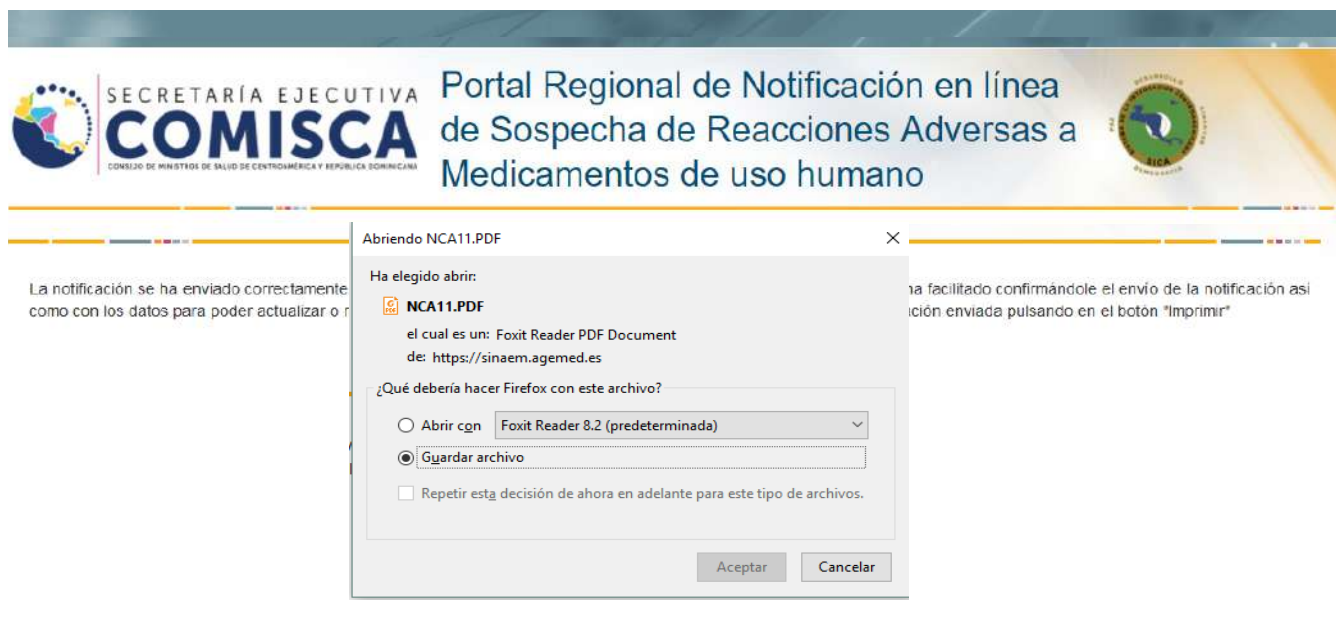 SECRETARÍA EJECUTIVA
COMISCA
CONSEJO DE MINISTROS DE SALUD DE CENTROAMÉRICA Y REPÚBLICA DOMINICANA
Portal Regional de Notificación en línea
de Sospecha de Reacciones Adversas a
Medicamentos de uso humano
SICA
Abriendo NCA11.PDF
Ha elegido abrir:
NCA11.PDF
el cual es un: Foxit Reader PDF Document
de: https://sinaem.agemed.es
¿Qué debería hacer Firefox con este archivo?
Abrir con Foxit Reader 8.2 (predeterminada)
Guardar archivo
Repetir esta decisión de ahora en adelante para este tipo de archivos.
Aceptar Cancelar
La notificación se ha enviado correctamente facilitado confirmándole el envío de la notificación asi
como con los datos para poder actualizar o enviada pulsando en el botón "Imprimir"